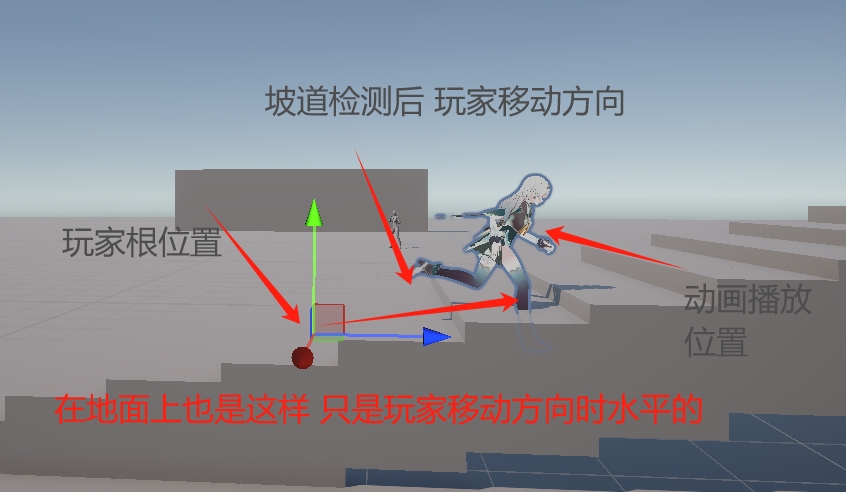 坡道检测后 玩家移动方向
玩家根位置
动画播放
位置
在地面上也是这样 只是玩家移动方向时水平的